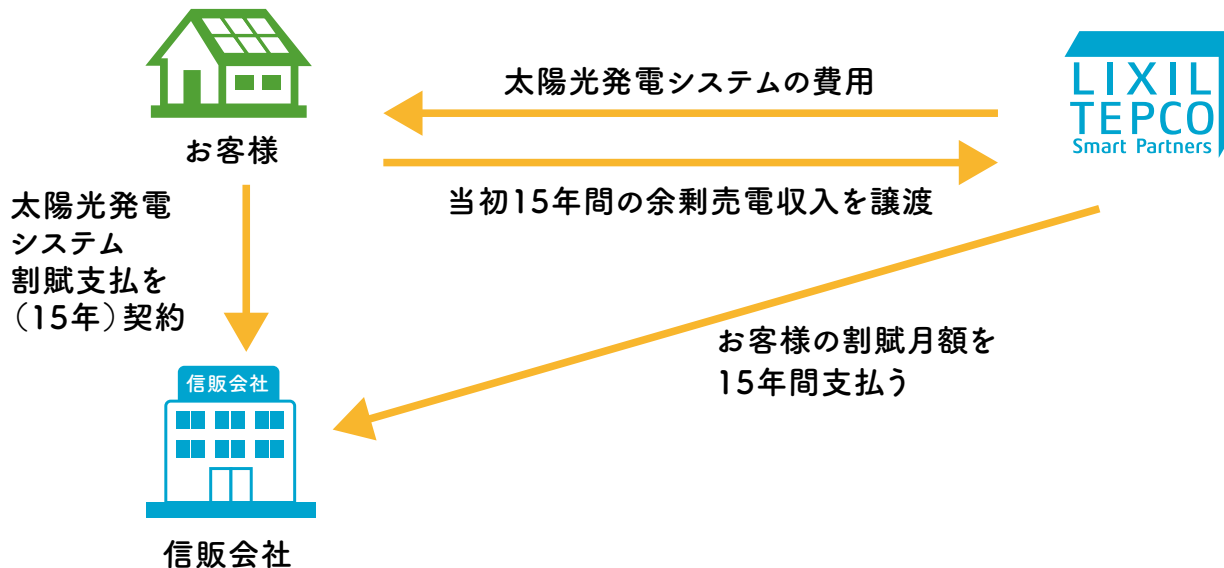 太陽光発電システムの費用
LIXIL
TEPCO
Smart Partners
お客様
当初15年間の余剰売電収入を譲渡
太陽光発電
システム
割賦支払を
（15年）契約
お客様の割賦月額を
15年間支払う
信販会社
信販会社